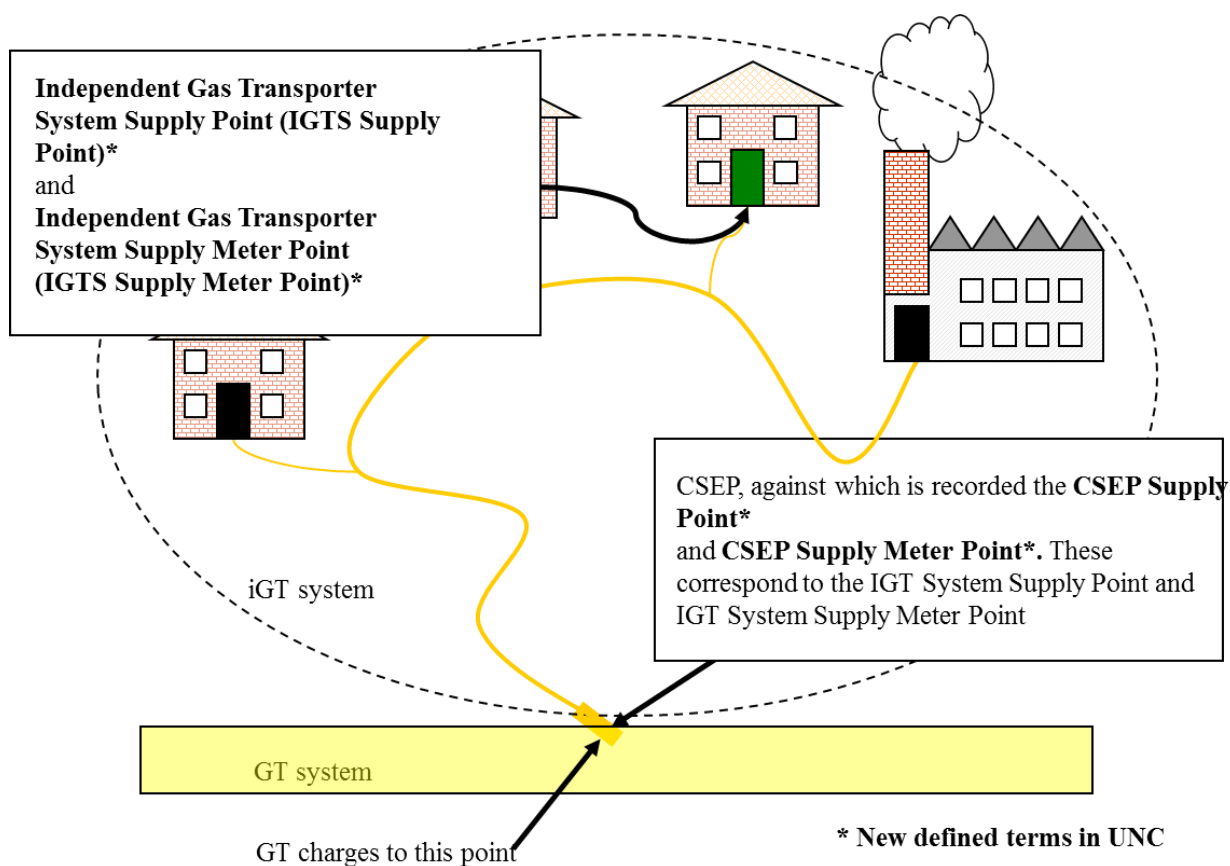 Independent Gas Transporter
System Supply Point (IGTS Supply
Point)*
and
Independent Gas Transporter
System Supply Meter Point
(IGTS Supply Meter Point)*
CSEP, against which is recorded the CSEP Supply
Point*
and CSEP Supply Meter Point*. These
correspond to the IGT System Supply Point and
IGT System Supply Meter Point
iGT system
GT system
GT charges to this point
* New defined terms in UNC